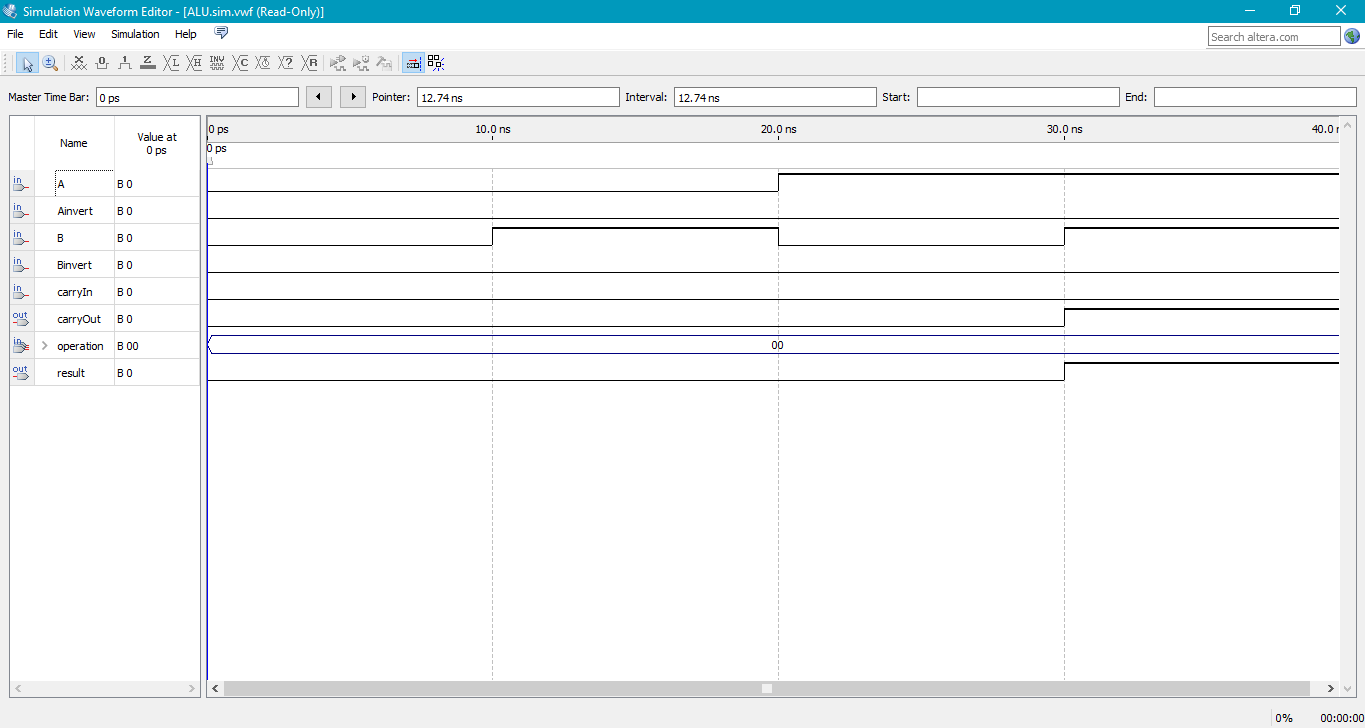 Simulation Waveform Editor - [ALU.sim.vwf (Read-Only)]
File Edit View Simulation Help
Search altera.com
Master Time Bar: 0 ps Pointer: 12.74 ns Interval: 12.74 ns Start: End:
Name
Value at
0 ps
0 ps 10.0 ns 20.0 ns 30.0 ns 40.0 n
0 ps
in A B 0
in Ainvert B 0
in B B 0
in Binvert B 0
in carryIn B 0
out carryOut B 0
in operation B 00 00
out result B 0
0% 00:00:00